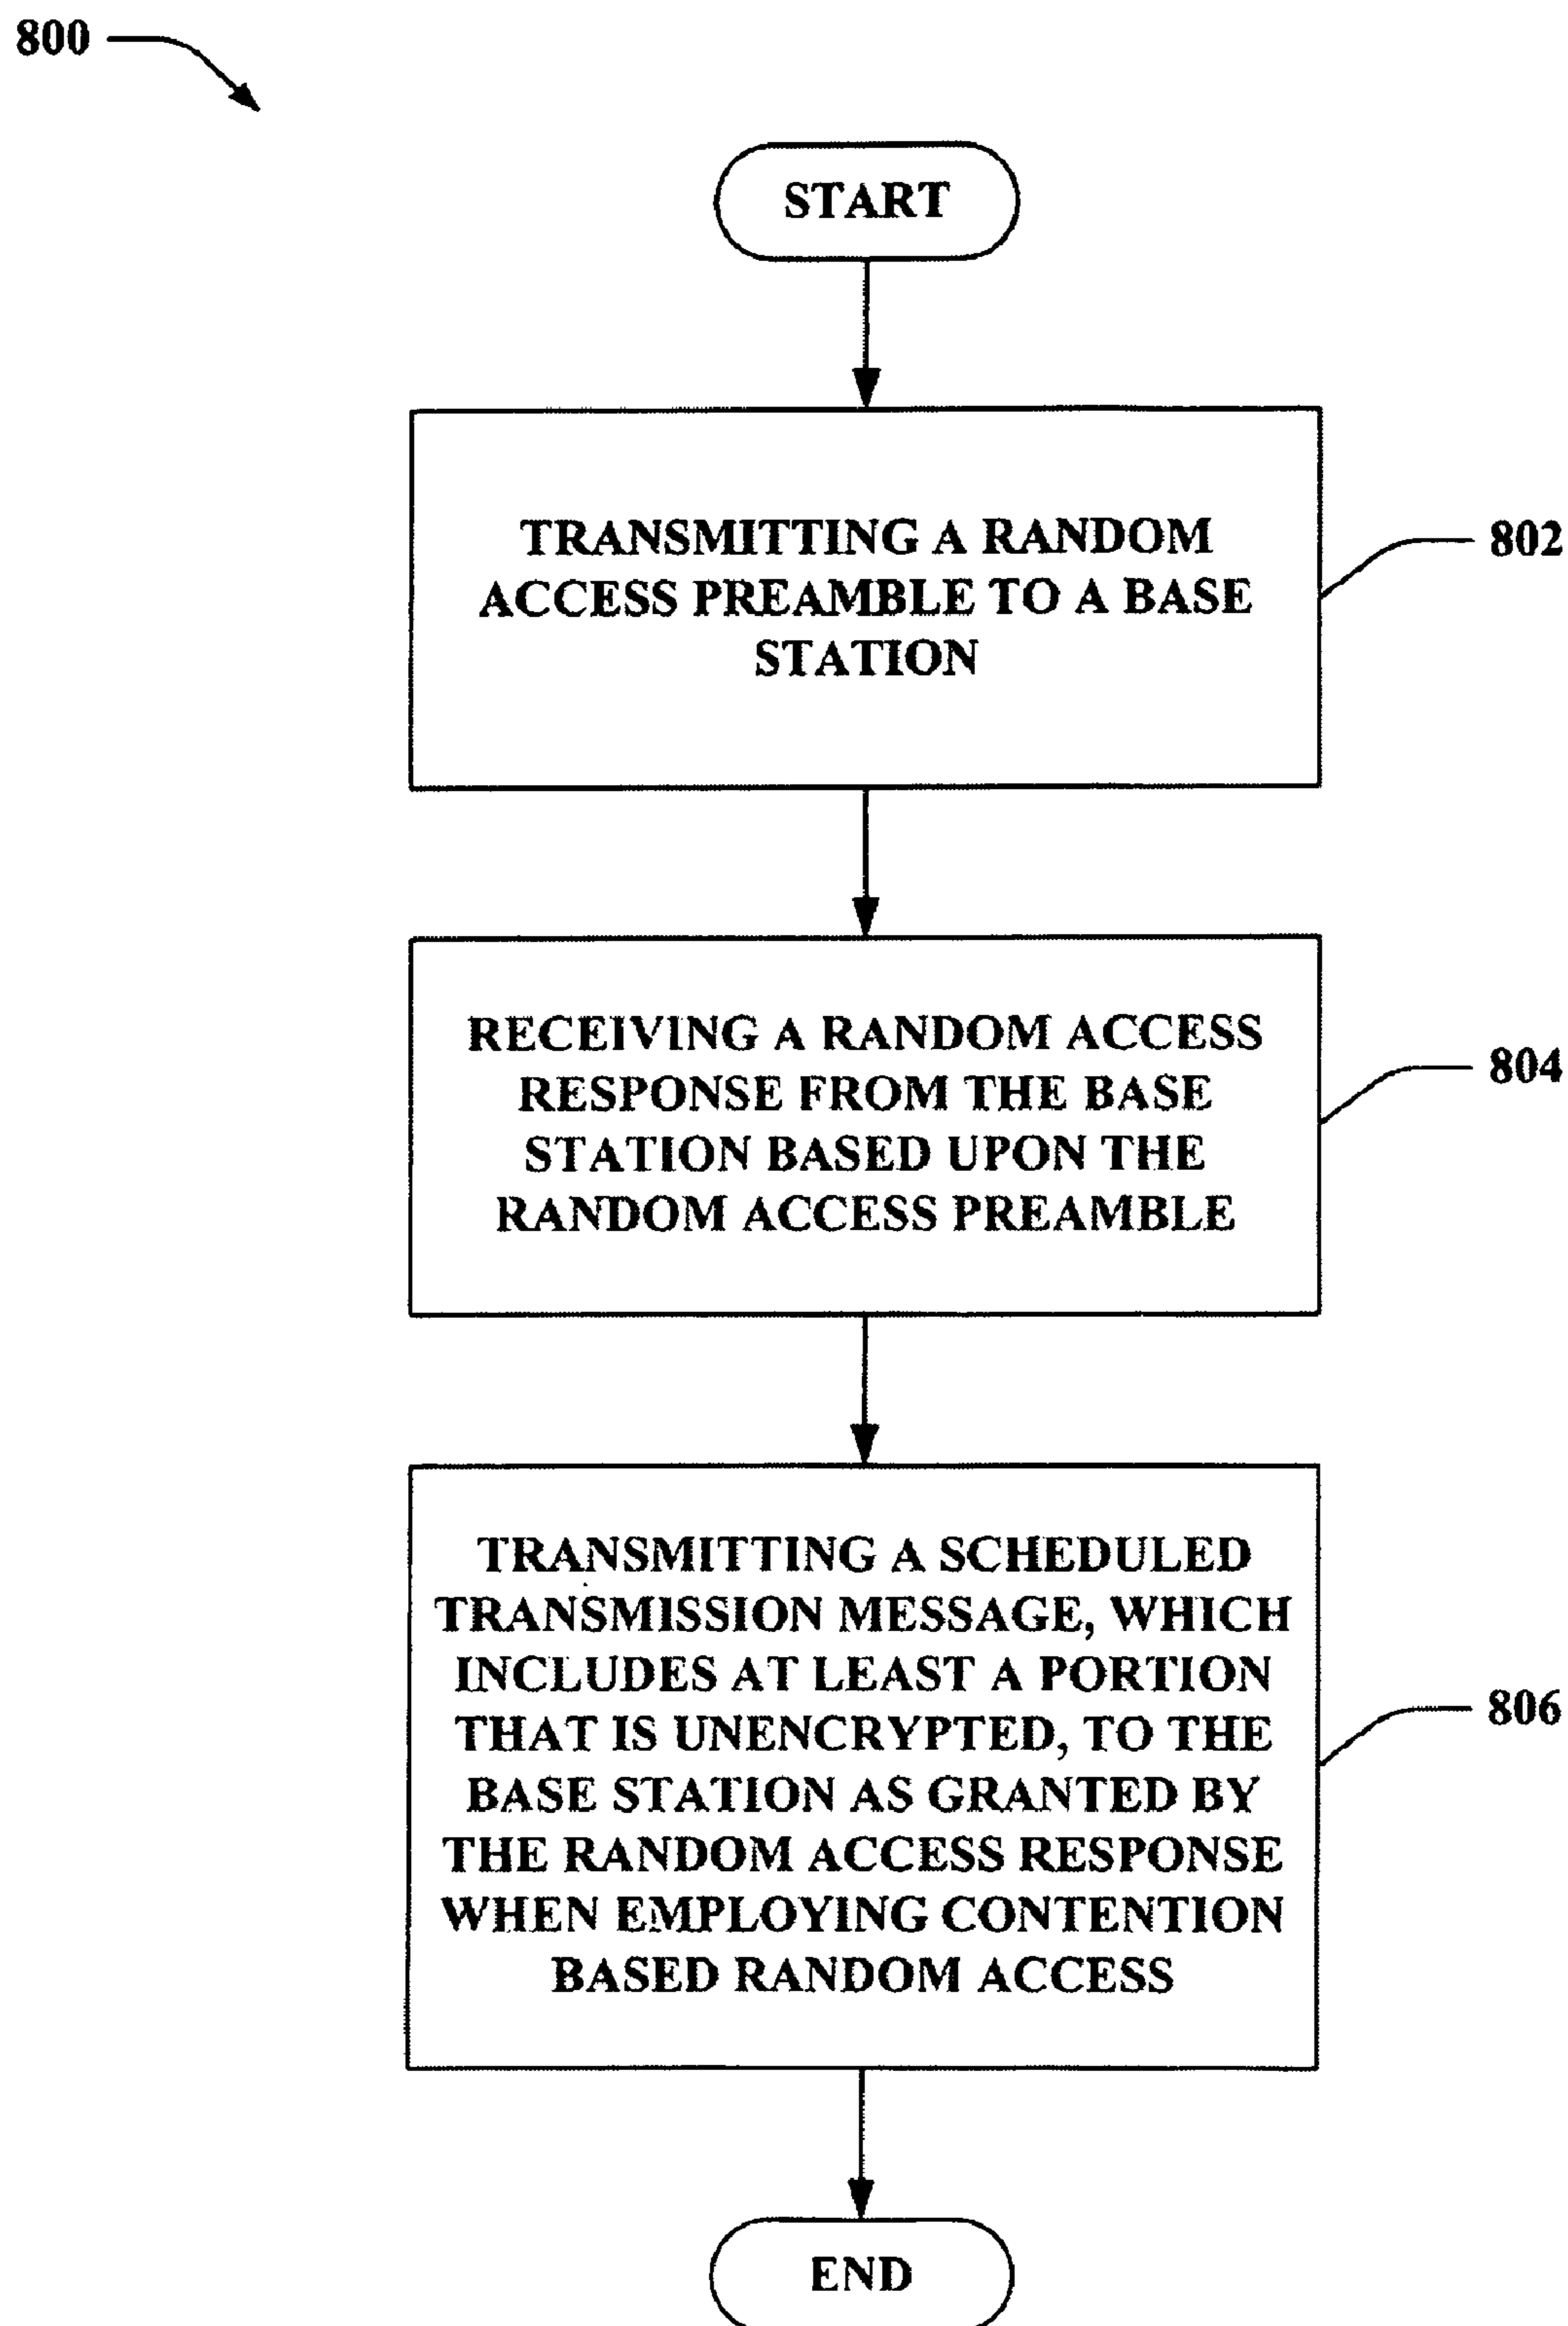 800
START
TRANSMITTING A RANDOM
ACCESS PREAMBLE TO A BASE
STATION
802
RECEIVING A RANDOM ACCESS
RESPONSE FROM THE BASE
STATION BASED UPON THE
RANDOM ACCESS PREAMBLE
804
TRANSMITTING A SCHEDULED
TRANSMISSION MESSAGE, WHICH
INCLUDES AT LEAST A PORTION
THAT IS UNENCRYPTED, TO THE
BASE STATION AS GRANTED BY
THE RANDOM ACCESS RESPONSE
WHEN EMPLOYING CONTENTION
BASED RANDOM ACCESS
806
END